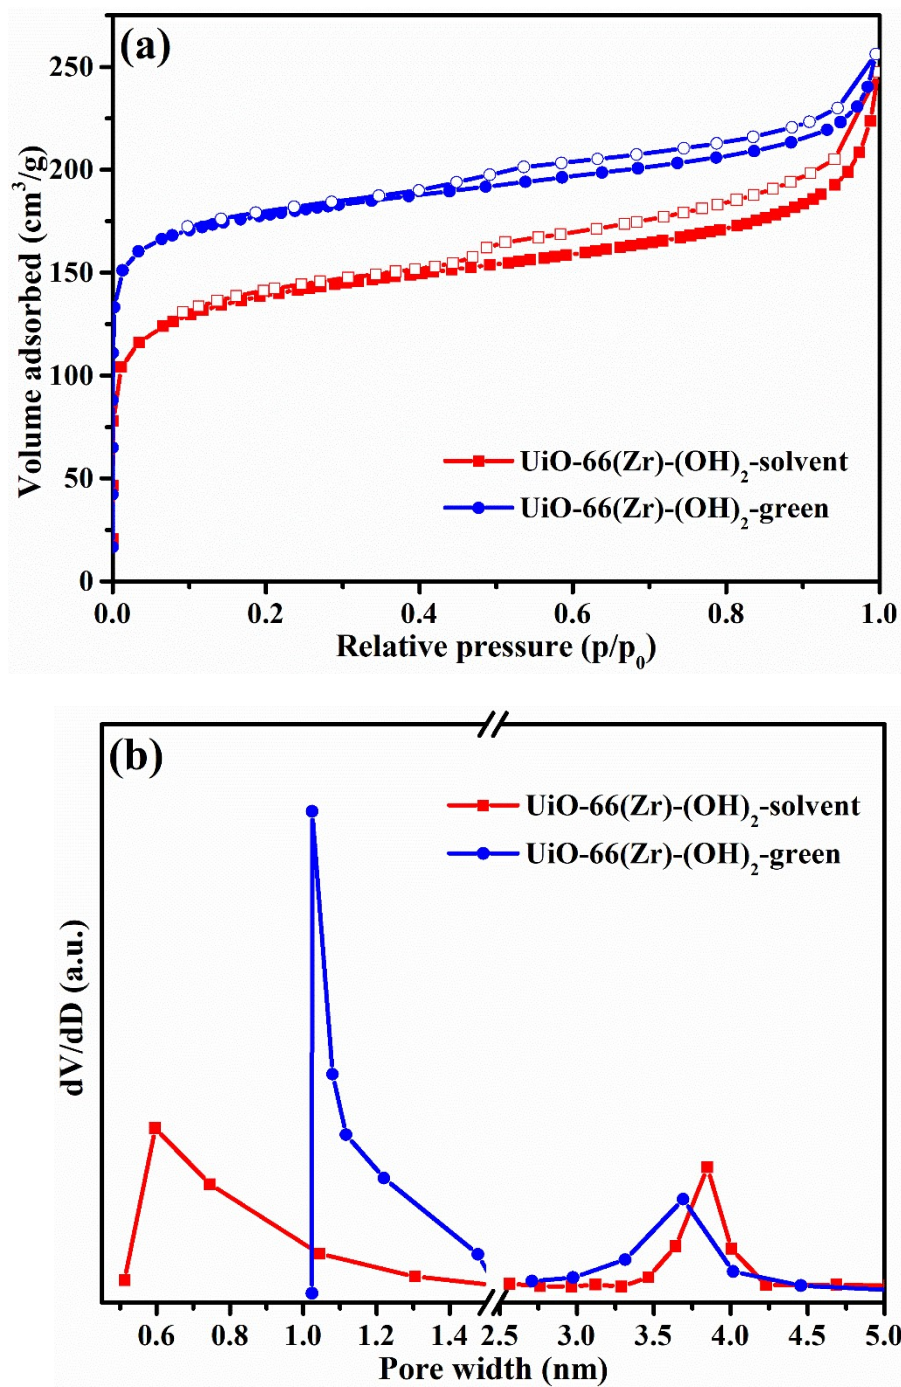 (a)
Volume adsorbed (cm³/g)
250
200
150
100
50
0
UiO-66(Zr)-(OH)₂-solvent
UiO-66(Zr)-(OH)₂-green
0.0 0.2 0.4 0.6 0.8 1.0
Relative pressure (p/p₀)
(b)
dV/dD (a.u.)
UiO-66(Zr)-(OH)₂-solvent
UiO-66(Zr)-(OH)₂-green
0.6 1.0 1.2 1.4 2.5 3.0 3.5 4.0 4.5 5.0
Pore width (nm)